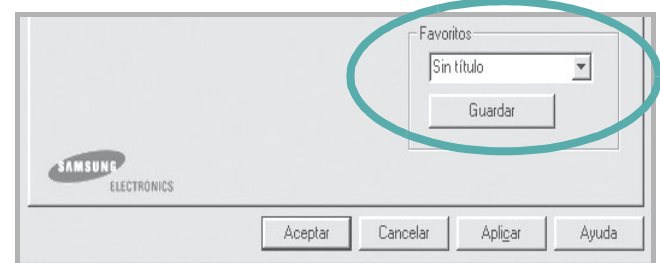 Favoritos
Sin título
Guardar
SAMSUNG
ELECTRONICS
Aceptar Cancelar Aplicar Ayuda